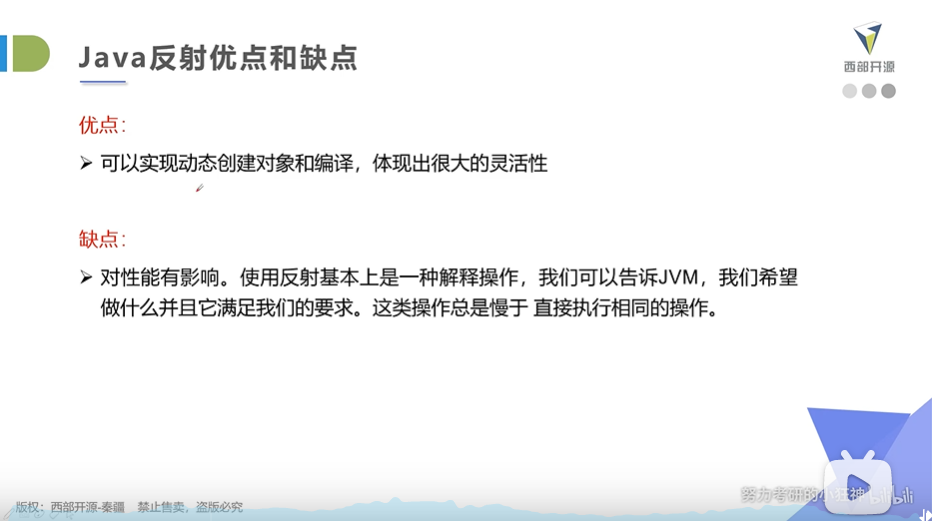 Java反射优点和缺点
西部开源
优点：
➢ 可以实现动态创建对象和编译，体现出很大的灵活性
缺点：
➢ 对性能有影响。使用反射基本上是一种解释操作，我们可以告诉JVM，我们希望
做什么并且它满足我们的要求。这类操作总是慢于 直接执行相同的操作。
努力考研的小狂神 bilibili
版权：西部开源-秦疆 禁止售卖，盗版必究